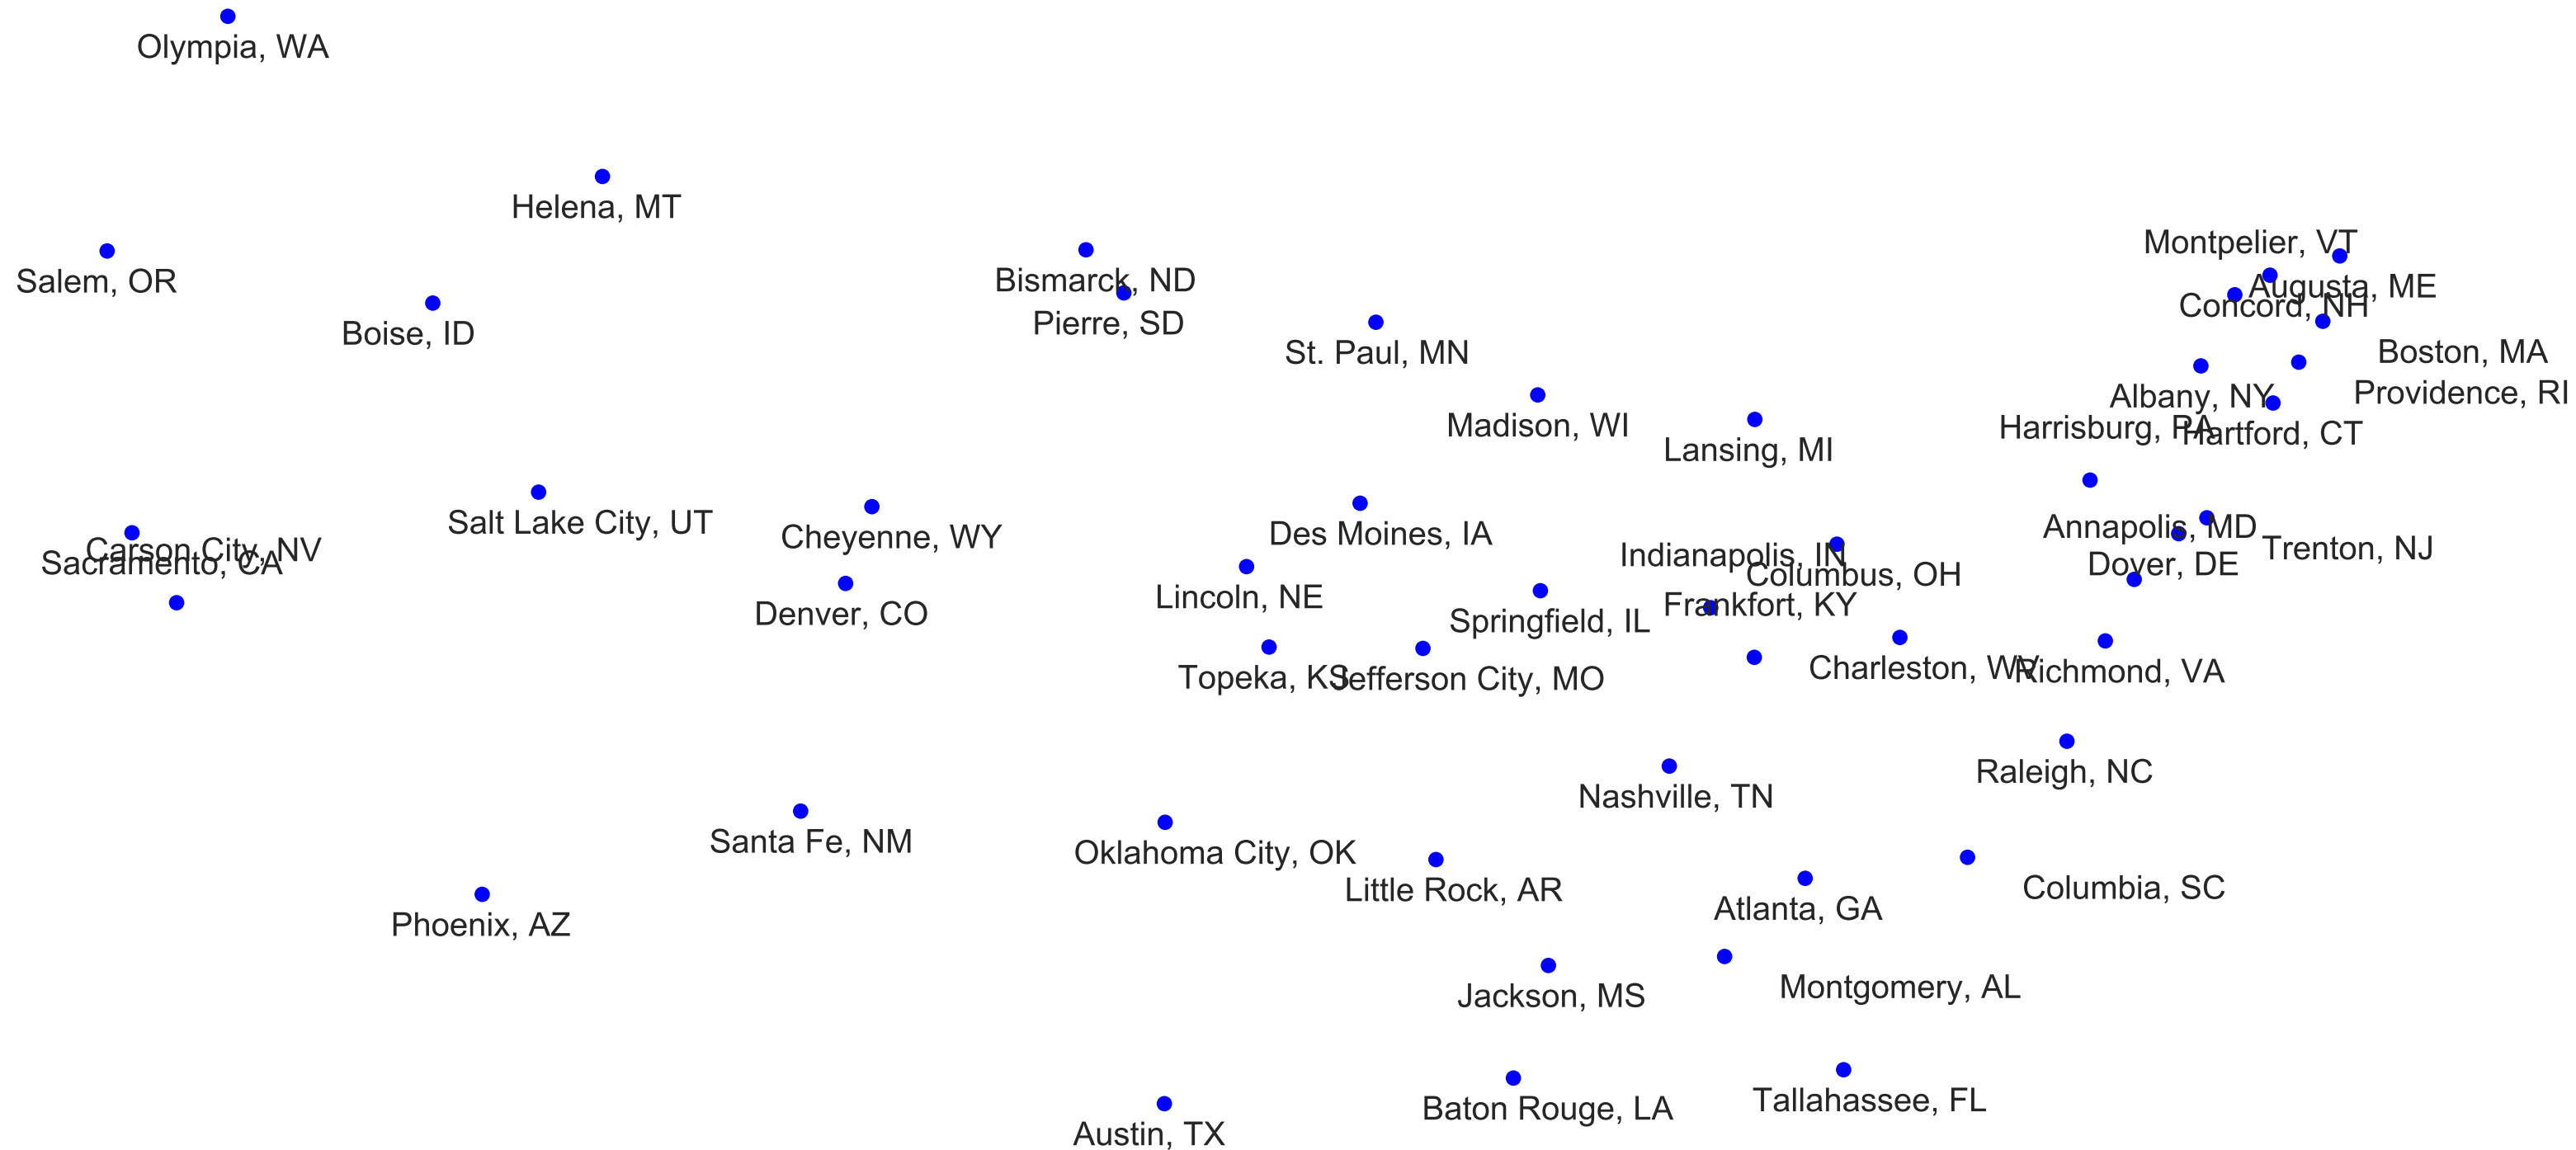 Olympia, WA
Helena, MT
Montpelier, VT
Salem, OR
Bismarck, ND
Augusta, ME
Concord, NH
Boise, ID
Pierre, SD
St. Paul, MN
Boston, MA
Albany, NY
Providence, RI
Madison, WI
Harrisburg, PA
Hartford, CT
Lansing, MI
Salt Lake City, UT
Cheyenne, WY
Des Moines, IA
Annapolis, MD
Trenton, NJ
Carson City, NV
Sacramento, CA
Indianapolis, IN
Dover, DE
Columbus, OH
Lincoln, NE
Frankfort, KY
Denver, CO
Springfield, IL
Topeka, KS
Jefferson City, MO
Charleston, WV
Richmond, VA
Raleigh, NC
Nashville, TN
Santa Fe, NM
Oklahoma City, OK
Little Rock, AR
Columbia, SC
Atlanta, GA
Phoenix, AZ
Jackson, MS
Montgomery, AL
Baton Rouge, LA
Tallahassee, FL
Austin, TX